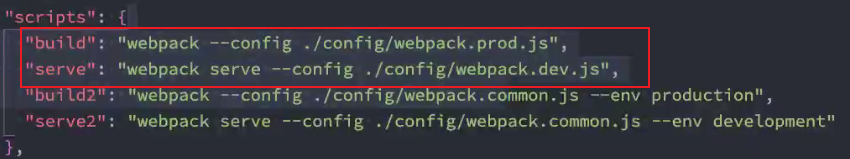 "scripts": {
"build": "webpack --config ./config/webpack.prod.js",
"serve": "webpack serve --config ./config/webpack.dev.js",
"build2": "webpack --config ./config/webpack.common.js --env production",
"serve2": "webpack serve --config ./config/webpack.common.js --env development"
},